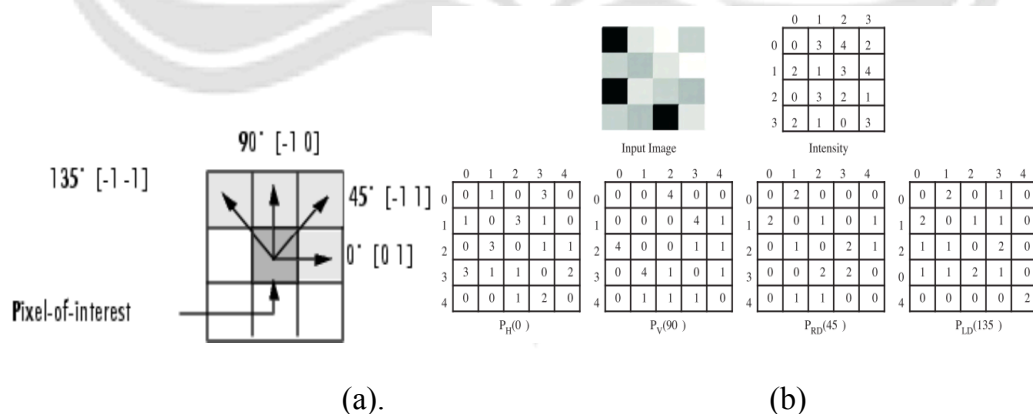 0 1 2 3
0 0 3 4 2
1 2 1 3 4
2 0 3 2 1
3 2 1 0 3
Input Image
Intensity
90° [-1 0]
135° [-1 -1]
45° [-1 1]
0° [0 1]
Pixel-of-interest
0 1 2 3 4
0 0 1 0 3 0
1 1 0 3 1 0
2 0 3 0 1 1
3 3 1 1 0 2
4 0 0 1 2 0
P_H(0 )
0 1 2 3 4
0 0 0 4 0 0
1 0 0 0 4 1
2 4 0 0 1 1
3 0 4 1 0 1
4 0 1 1 1 0
P_V(90 )
0 1 2 3 4
0 0 2 0 0 0
1 2 0 1 0 1
2 0 1 0 2 1
3 0 0 2 2 0
4 0 1 1 0 0
P_RD(45 )
0 1 2 3 4
0 0 2 0 1 0
1 2 0 1 1 0
2 0 1 1 2 0
0 1 1 2 1 0
4 0 0 0 0 2
P_LD(135 )
(a).
(b)